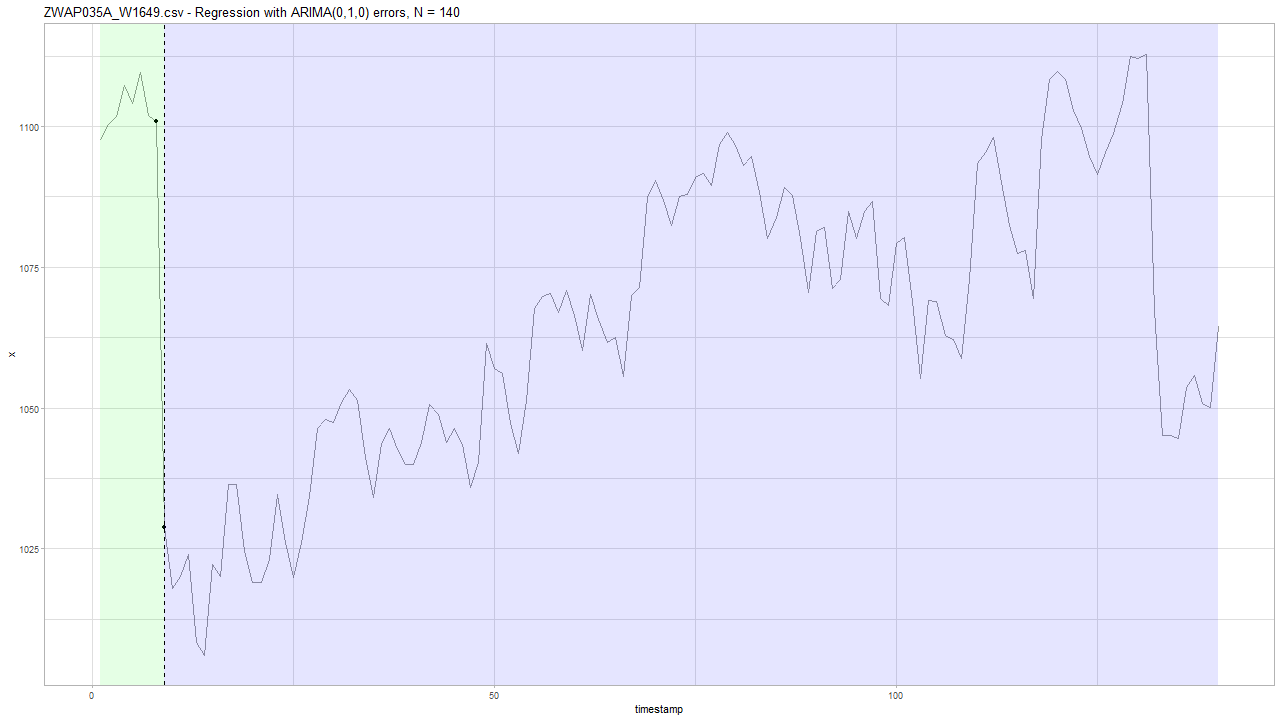 ZWAP035A_W1649.csv - Regression with ARIMA(0,1,0) errors, N = 140
1100
1075
x
1050
1025
0 50 100
timestamp